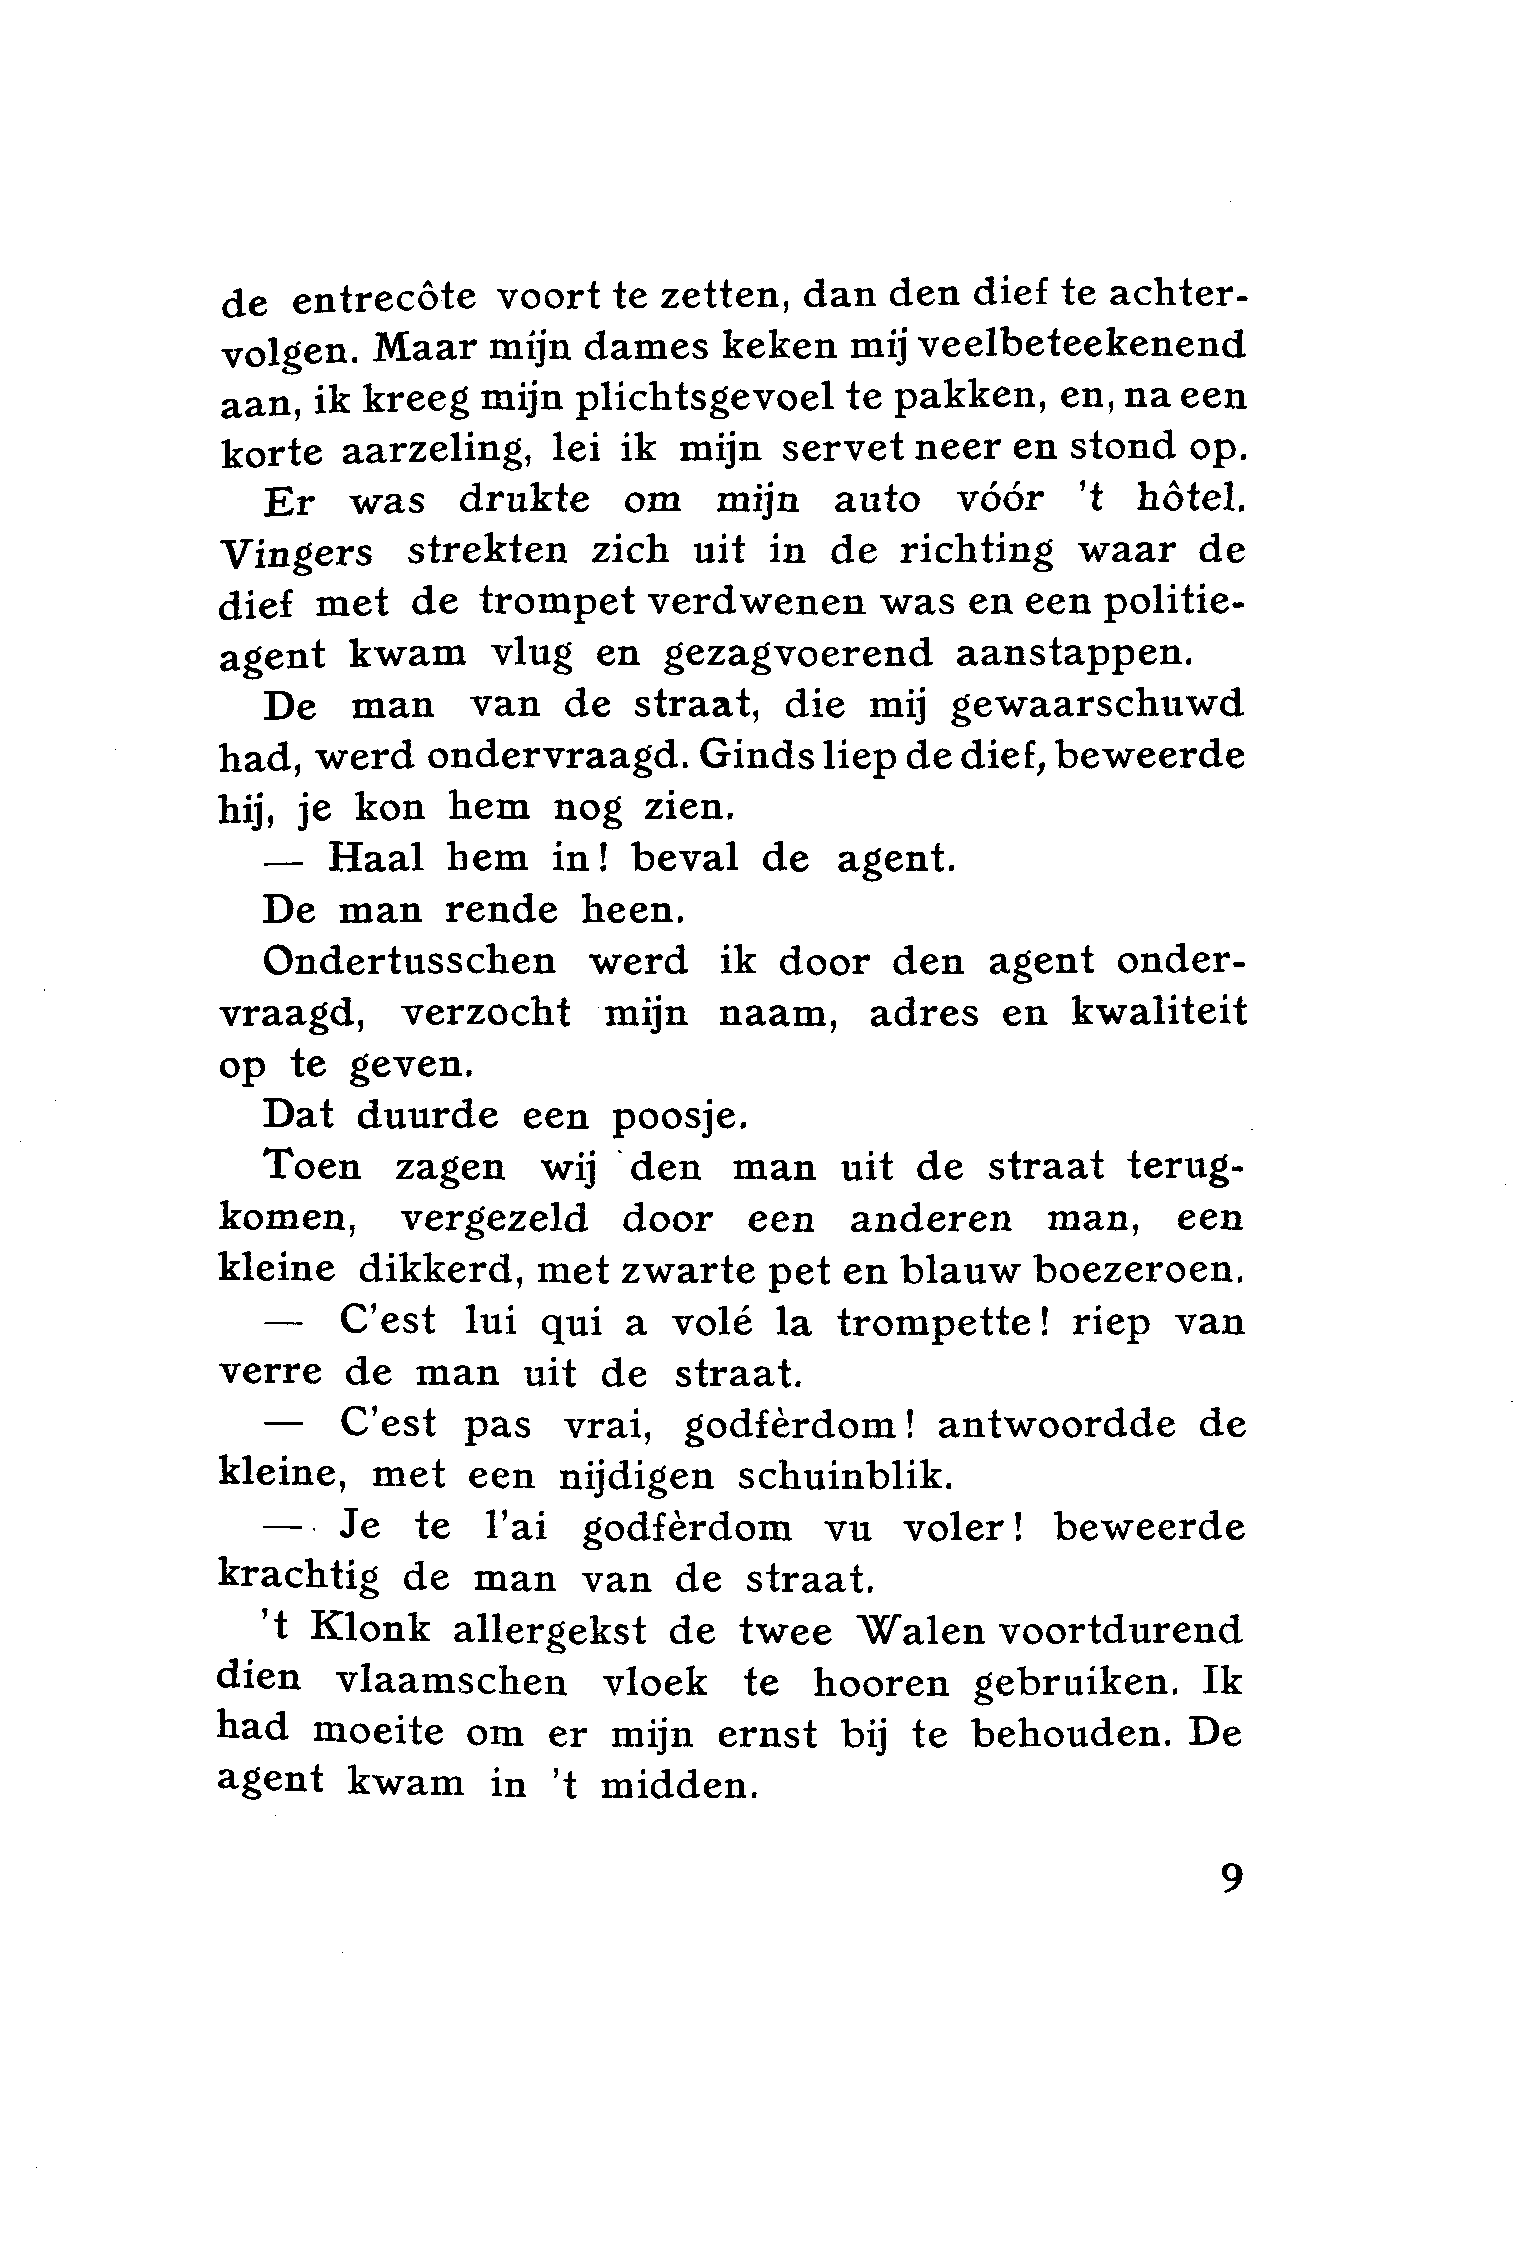 de entrecôte voort te zetten, dan den dief te achter-
volgen. Maar mijn dames keken mij veelbeteekenend
aan, ik kreeg mijn plichtsgevoel te pakken, en, na een
korte aarzeling, lei ik mijn servet neer en stond op.
Er was drukte om mijn auto vóór 't hôtel.
Vingers strekten zich uit in de richting waar de
dief met de trompet verdwenen was en een politie-
agent kwam vlug en gezagvoerend aanstappen.
De man van de straat, die mij gewaarschuwd
had, werd ondervraagd. Ginds liep de dief, beweerde
hij, je kon hem nog zien.
— Haal hem in! beval de agent.
De man rende heen.
Ondertusschen werd ik door den agent onder-
vraagd, verzocht mijn naam, adres en kwaliteit
op te geven.
Dat duurde een poosje.
Toen zagen wij den man uit de straat terug-
komen, vergezeld door een anderen man, een
kleine dikkerd, met zwarte pet en blauw boezeroen.
— C'est lui qui a volé la trompette! riep van
verre de man uit de straat.
— C'est pas vrai, godfèrdom! antwoordde de
kleine, met een nijdigen schuinblik.
— Je te l'ai godfèrdom vu voler! beweerde
krachtig de man van de straat.
't Klonk allergekst de twee Walen voortdurend
dien vlaamschen vloek te hooren gebruiken. Ik
had moeite om er mijn ernst bij te behouden. De
agent kwam in 't midden.
9